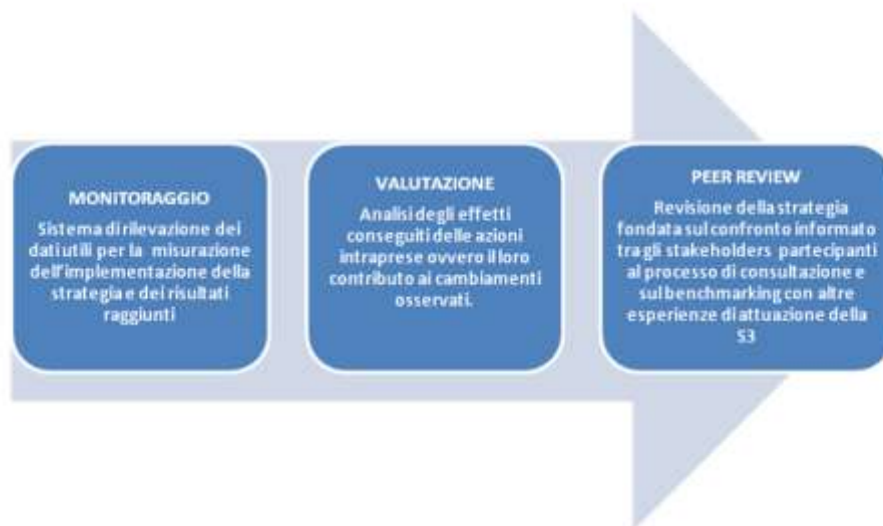 MONITORAGGIO
Sistema di rilevazione dei
dati utili per la misurazione
dell'implementazione della
strategia e dei risultati
raggiunti
VALUTAZIONE
Analisi degli effetti
conseguiti delle azioni
intraprese ovvero il loro
contributo ai cambiamenti
osservati.
PEER REVIEW
Revisione della strategia
fondata sul confronto informato
tra gli stakeholders partecipanti
al processo di consultazione e
sul benchmarking con altre
esperienze di attuazione della
S3